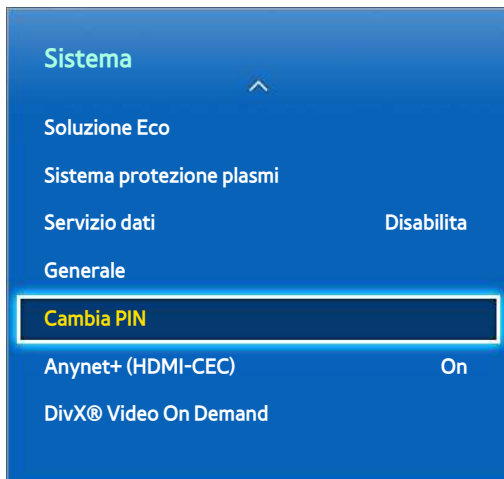 Sistema
Soluzione Eco
Sistema protezione plasmi
Servizio dati Disabilita
Generale
Cambia PIN
Anynet+ (HDMI-CEC) On
DivX® Video On Demand